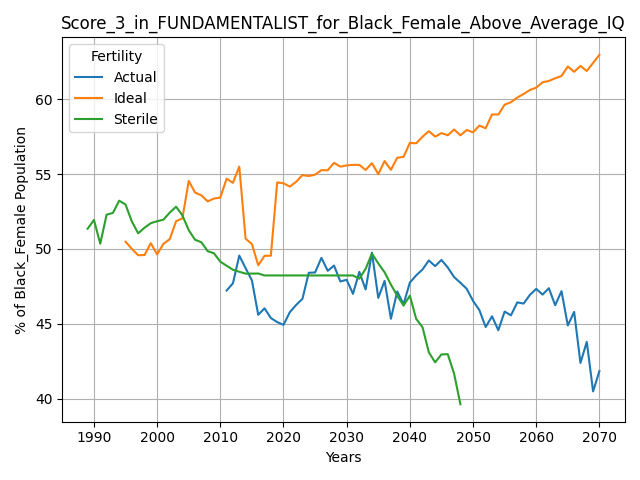 Score_3_in_FUNDAMENTALIST_for_Black_Female_Above_Average_IQ
Fertility
Actual
Ideal
Sterile
% of Black_Female Population
60
55
50
45
40
1990 2000 2010 2020 2030 2040 2050 2060 2070
Years